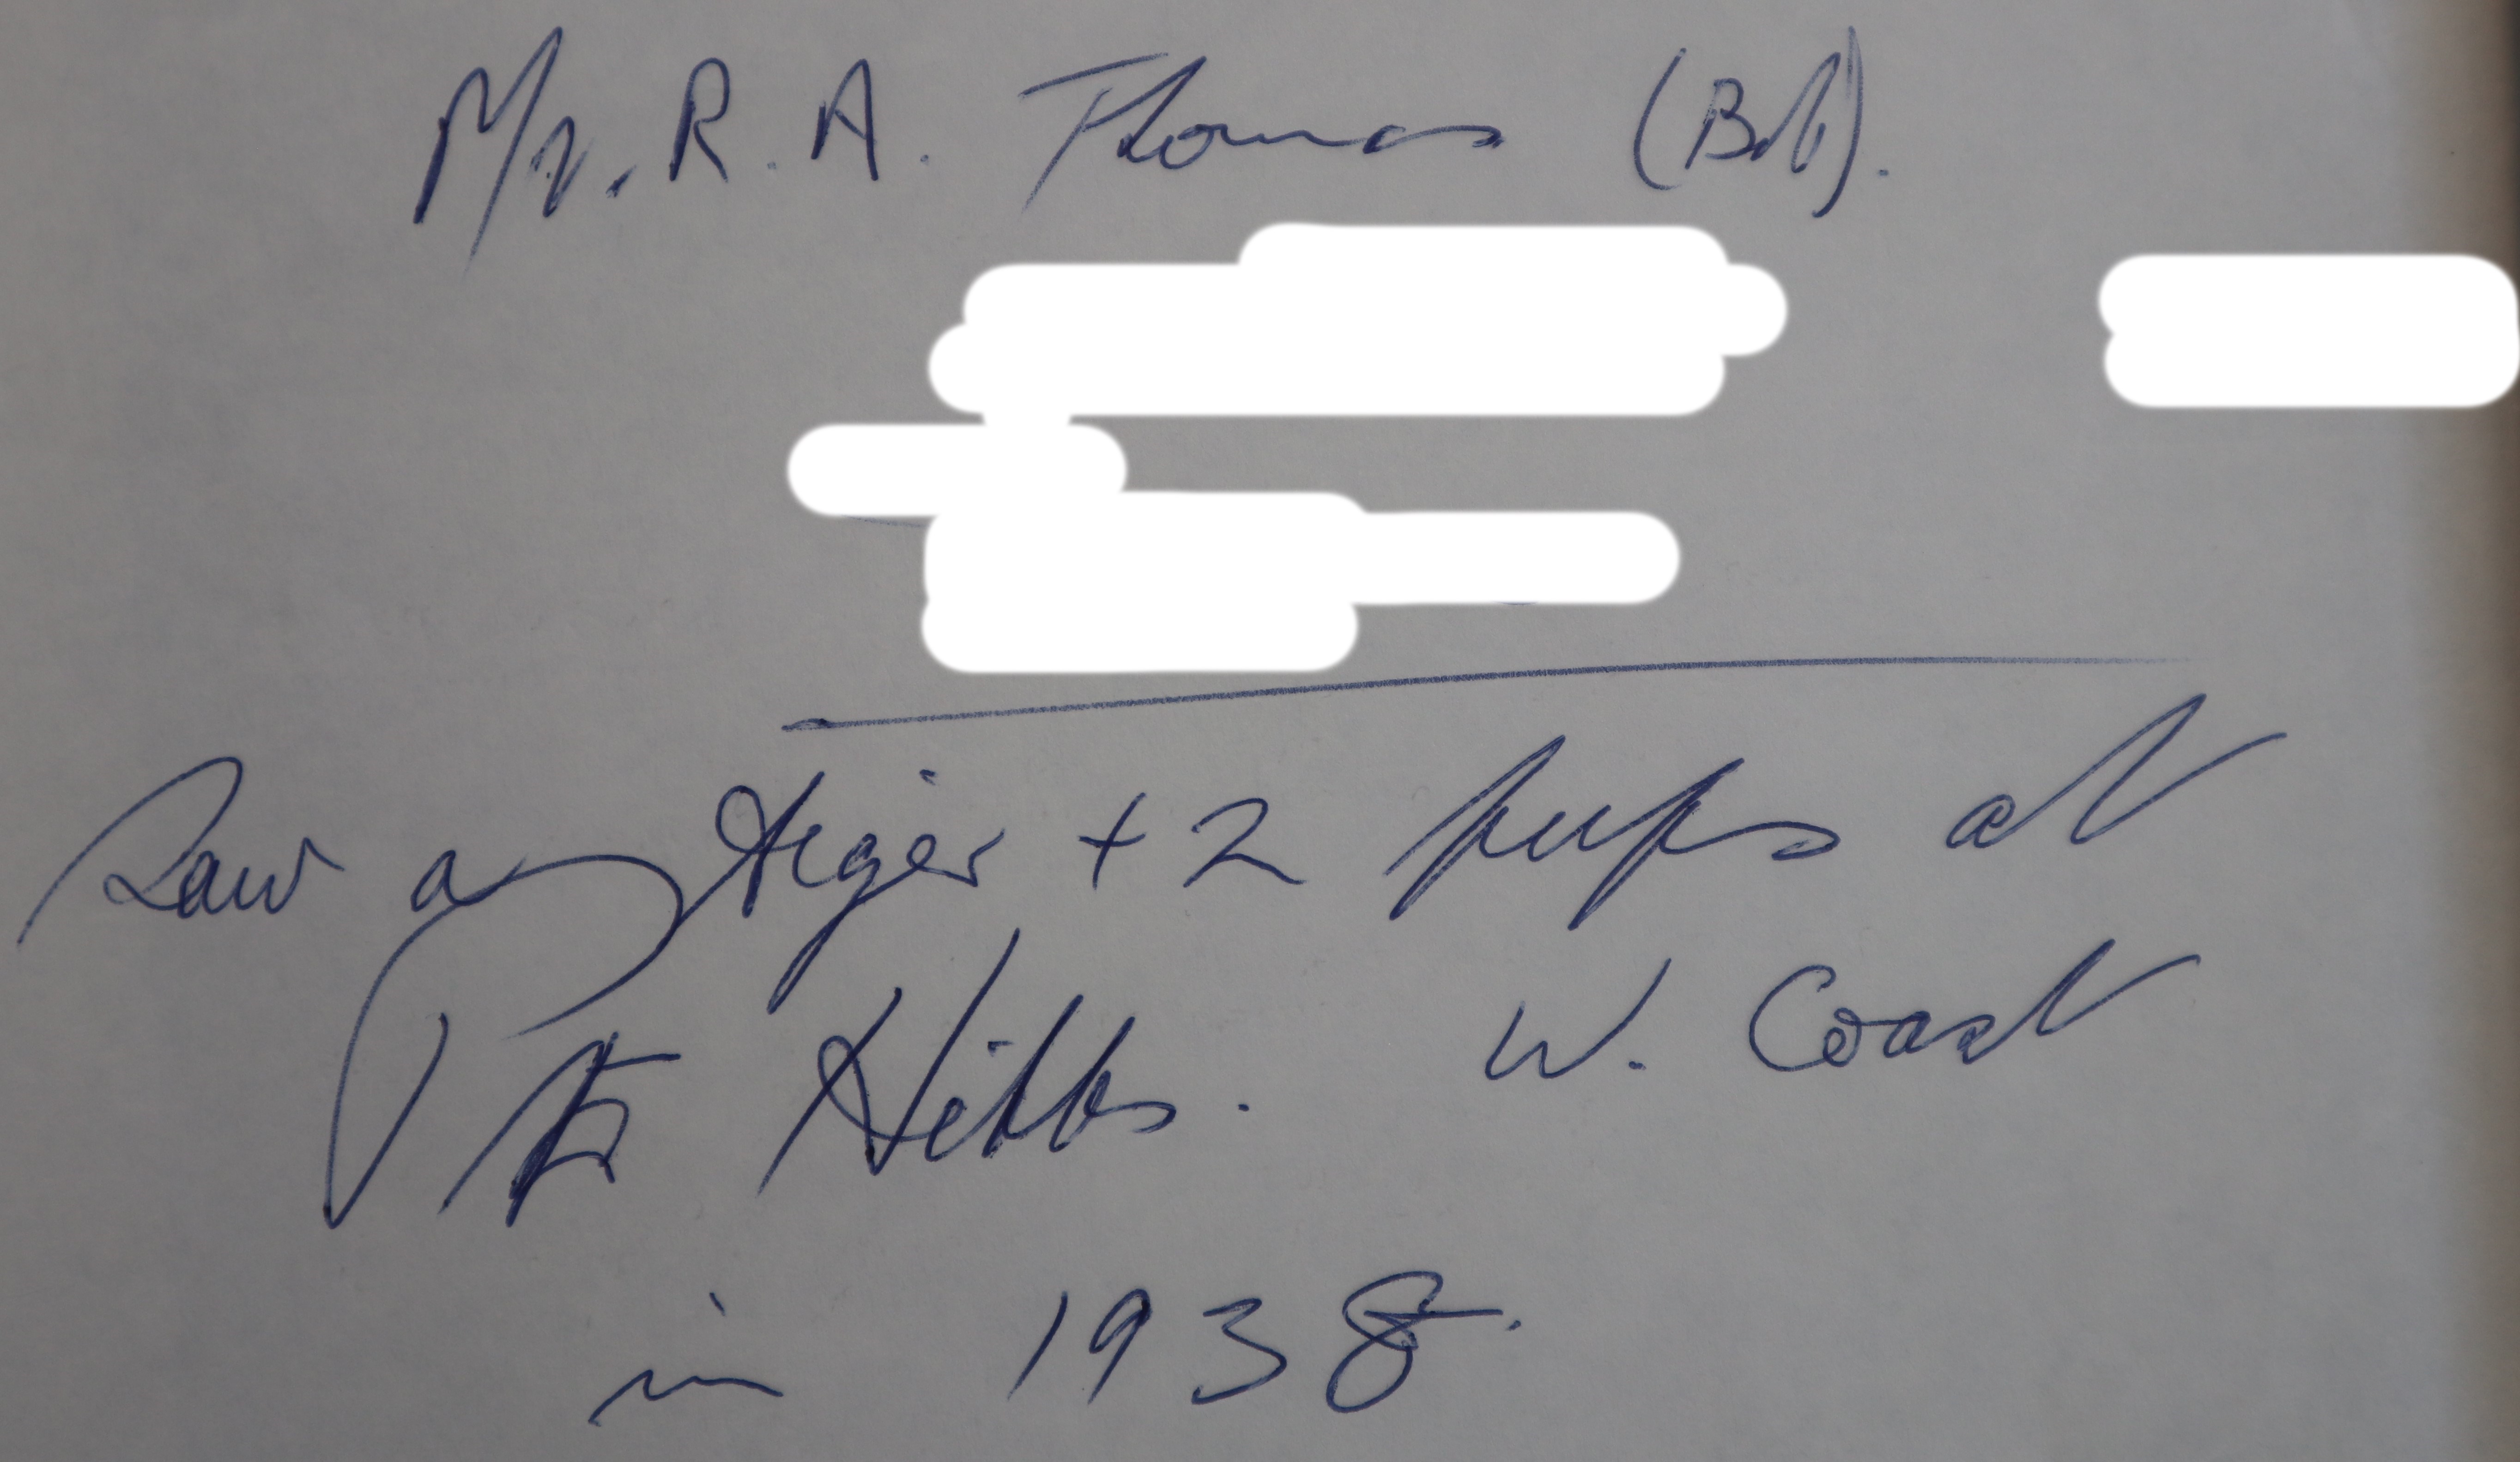 Mr. R. A. Thomas (Bob).
Saw a tiger + 2 pups at
Pt Hibbs. W. Coast
in 1938.